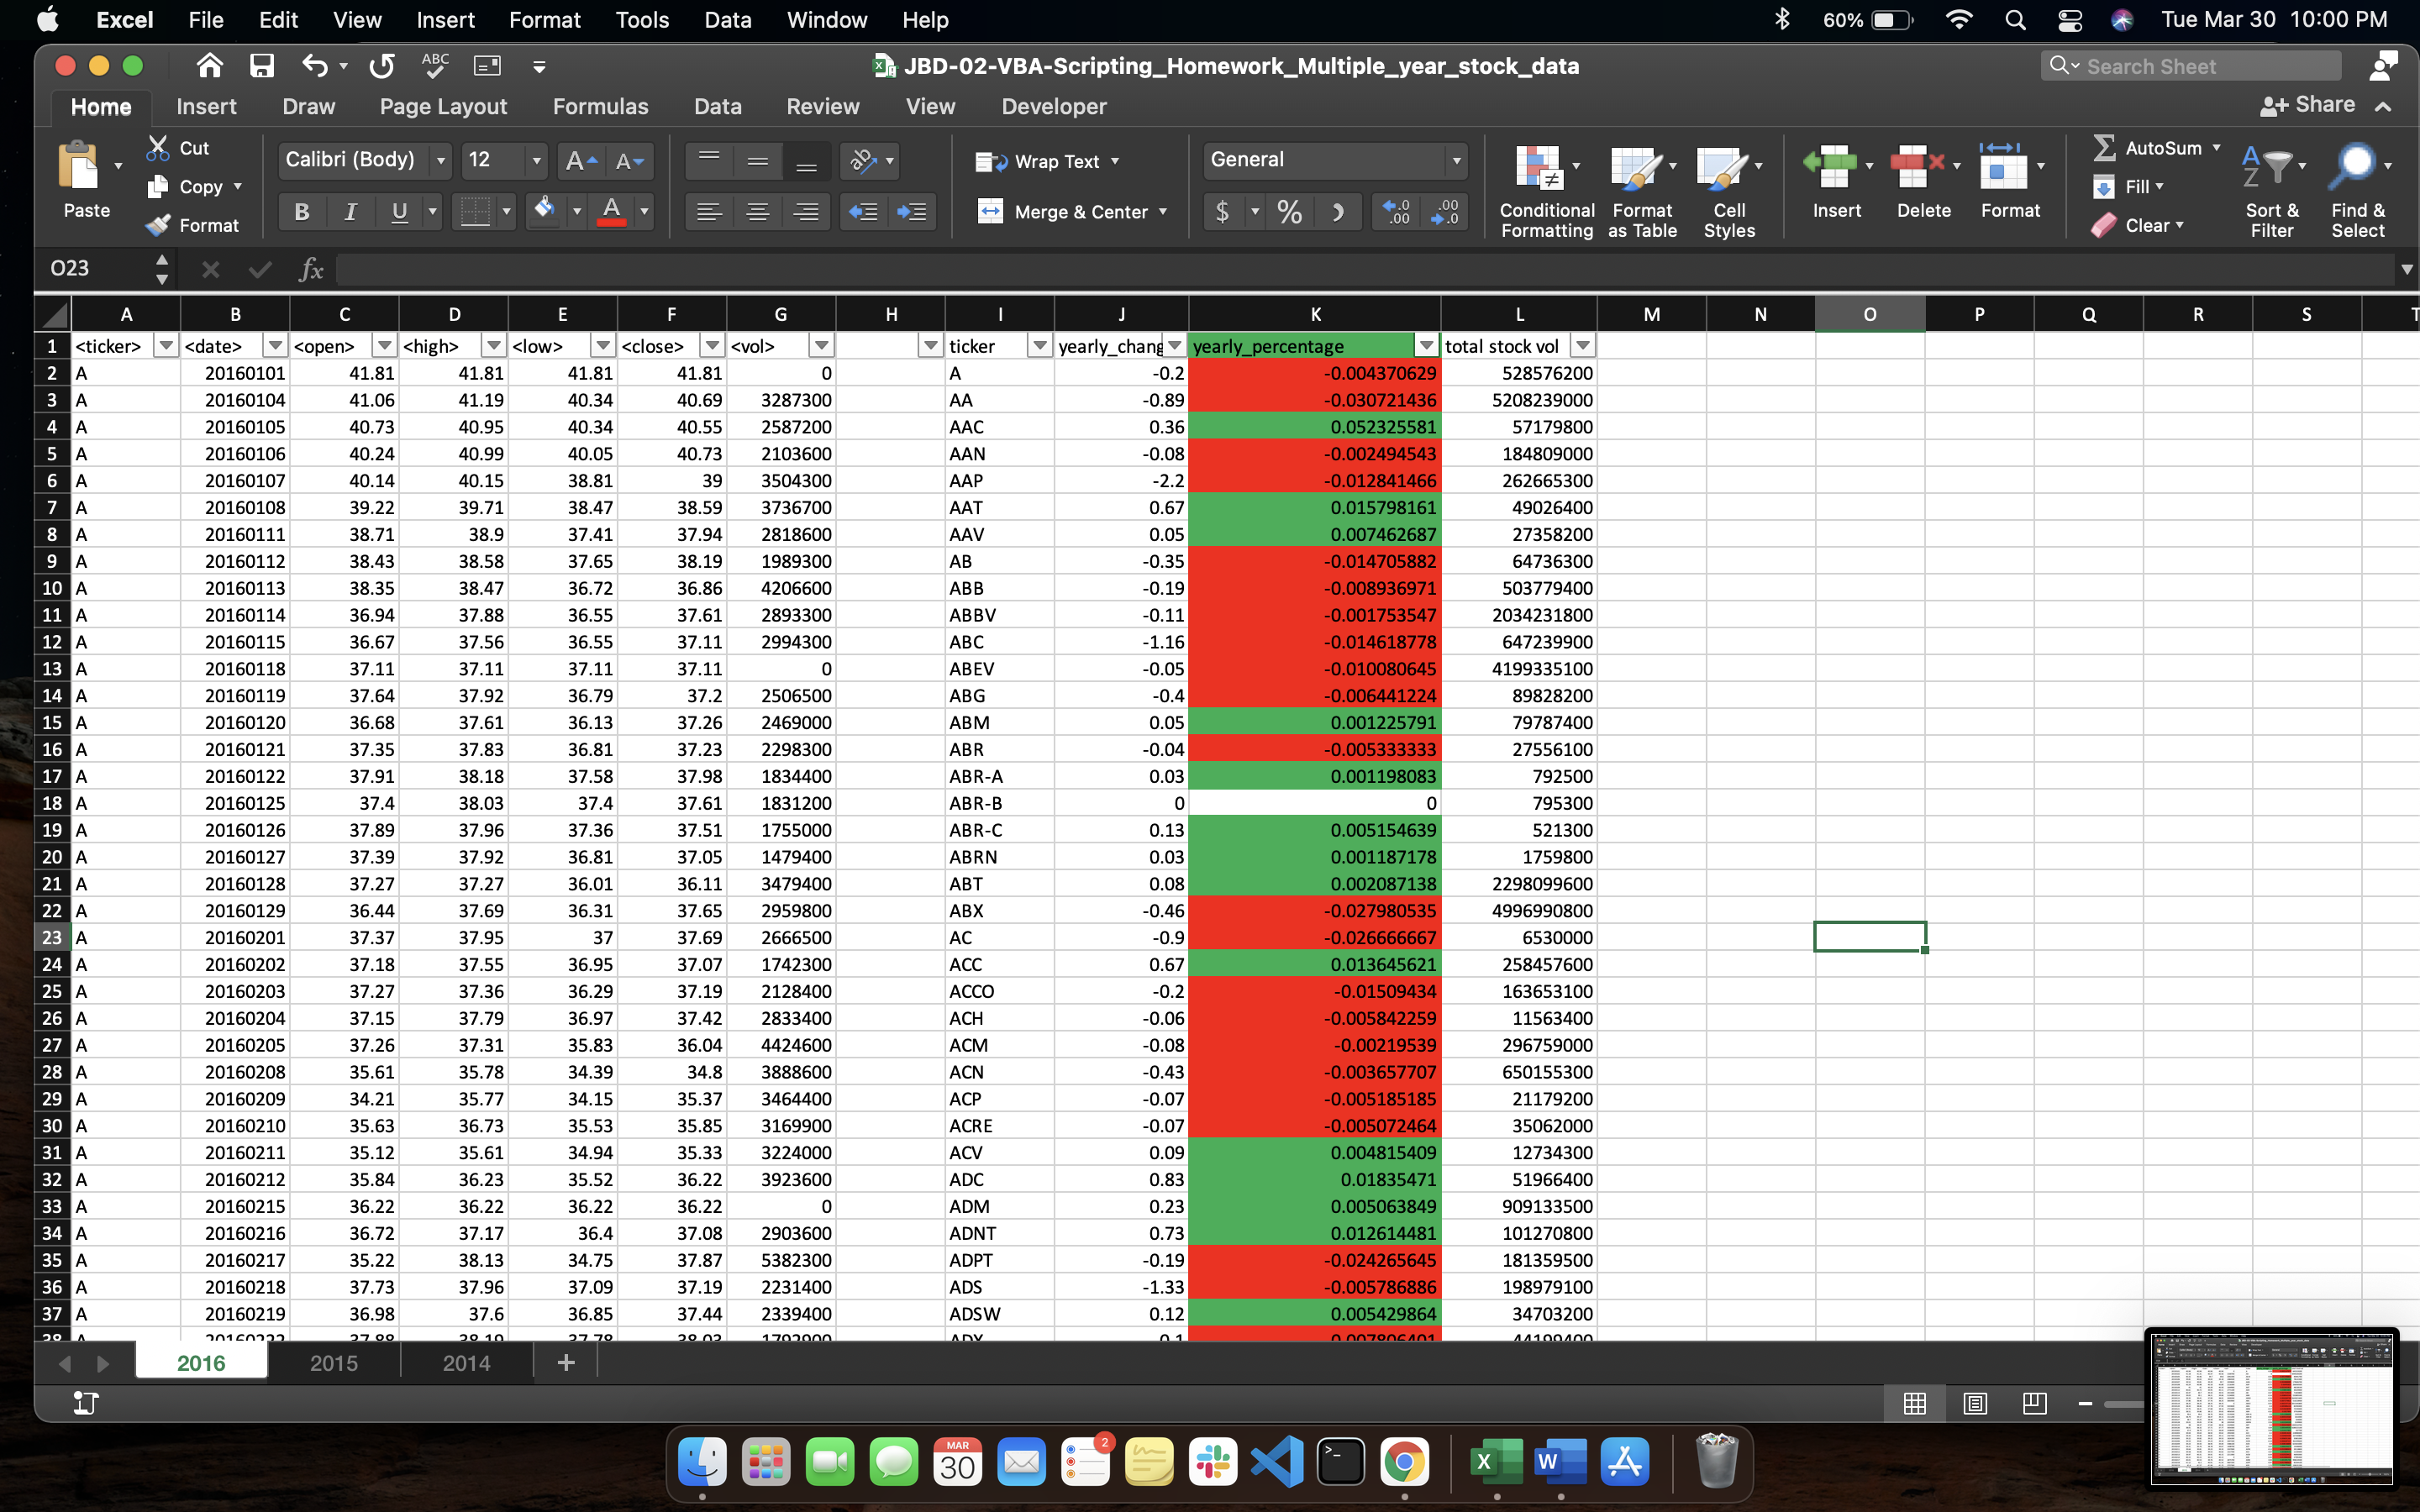 Excel File Edit View Insert Format Tools Data Window Help 60% Tue Mar 30 10:00 PM
ABC JBD-02-VBA-Scripting_Homework_Multiple_year_stock_data Search Sheet
Home Insert Draw Page Layout Formulas Data Review View Developer Share
Paste Cut Copy Format Calibri (Body) 12 A A B I U A ab Wrap Text Merge & Center General $ % .0 .00 .00 .0 Conditional Formatting Format as Table Cell Styles Insert Delete Format AutoSum Fill Clear A Z Sort & Filter Find & Select
O23 fx
A B C D E F G H I J K L M N O P Q R S T
1 <ticker> <date> <open> <high> <low> <close> <vol> ticker yearly_chang yearly_percentage total stock vol
2 A 20160101 41.81 41.81 41.81 41.81 0 A -0.2 -0.004370629 528576200
3 A 20160104 41.06 41.19 40.34 40.69 3287300 AA -0.89 -0.030721436 5208239000
4 A 20160105 40.73 40.95 40.34 40.55 2587200 AAC 0.36 0.052325581 57179800
5 A 20160106 40.24 40.99 40.05 40.73 2103600 AAN -0.08 -0.002494543 184809000
6 A 20160107 40.14 40.15 38.81 39 3504300 AAP -2.2 -0.012841466 262665300
7 A 20160108 39.22 39.71 38.47 38.59 3736700 AAT 0.67 0.015798161 49026400
8 A 20160111 38.71 38.9 37.41 37.94 2818600 AAV 0.05 0.007462687 27358200
9 A 20160112 38.43 38.58 37.65 38.19 1989300 AB -0.35 -0.014705882 64736300
10 A 20160113 38.35 38.47 36.72 36.86 4206600 ABB -0.19 -0.008936971 503779400
11 A 20160114 36.94 37.88 36.55 37.61 2893300 ABBV -0.11 -0.001753547 2034231800
12 A 20160115 36.67 37.56 36.55 37.11 2994300 ABC -1.16 -0.014618778 647239900
13 A 20160118 37.11 37.11 37.11 37.11 0 ABEV -0.05 -0.010080645 4199335100
14 A 20160119 37.64 37.92 36.79 37.2 2506500 ABG -0.4 -0.006441224 89828200
15 A 20160120 36.68 37.61 36.13 37.26 2469000 ABM 0.05 0.001225791 79787400
16 A 20160121 37.35 37.83 36.81 37.23 2298300 ABR -0.04 -0.005333333 27556100
17 A 20160122 37.91 38.18 37.58 37.98 1834400 ABR-A 0.03 0.001198083 792500
18 A 20160125 37.4 38.03 37.4 37.61 1831200 ABR-B 0 0 795300
19 A 20160126 37.89 37.96 37.36 37.51 1755000 ABR-C 0.13 0.005154639 521300
20 A 20160127 37.39 37.92 36.81 37.05 1479400 ABRN 0.03 0.001187178 1759800
21 A 20160128 37.27 37.27 36.01 36.11 3479400 ABT 0.08 0.002087138 2298099600
22 A 20160129 36.44 37.69 36.31 37.65 2959800 ABX -0.46 -0.027980535 4996990800
23 A 20160201 37.37 37.95 37 37.69 2666500 AC -0.9 -0.026666667 6530000
24 A 20160202 37.18 37.55 36.95 37.07 1742300 ACC 0.67 0.013645621 258457600
25 A 20160203 37.27 37.36 36.29 37.19 2128400 ACCO -0.2 -0.01509434 163653100
26 A 20160204 37.15 37.79 36.97 37.42 2833400 ACH -0.06 -0.005842259 11563400
27 A 20160205 37.26 37.31 35.83 36.04 4424600 ACM -0.08 -0.00219539 296759000
28 A 20160208 35.61 35.78 34.39 34.8 3888600 ACN -0.43 -0.003657707 650155300
29 A 20160209 34.21 35.77 34.15 35.37 3464400 ACP -0.07 -0.005185185 21179200
30 A 20160210 35.63 36.73 35.53 35.85 3169900 ACRE -0.07 -0.005072464 35062000
31 A 20160211 35.12 35.61 34.94 35.33 3224000 ACV 0.09 0.004815409 12734300
32 A 20160212 35.84 36.23 35.52 36.22 3923600 ADC 0.83 0.01835471 51966400
33 A 20160215 36.22 36.22 36.22 36.22 0 ADM 0.23 0.005063849 909133500
34 A 20160216 36.72 37.17 36.4 37.08 2903600 ADNT 0.73 0.012614481 101270800
35 A 20160217 35.22 38.13 34.75 37.87 5382300 ADPT -0.19 -0.024265645 181359500
36 A 20160218 37.73 37.96 37.09 37.19 2231400 ADS -1.33 -0.005786886 198979100
37 A 20160219 36.98 37.6 36.85 37.44 2339400 ADSW 0.12 0.005429864 34703200
2016 2015 2014 +
MAR 30 2 X W